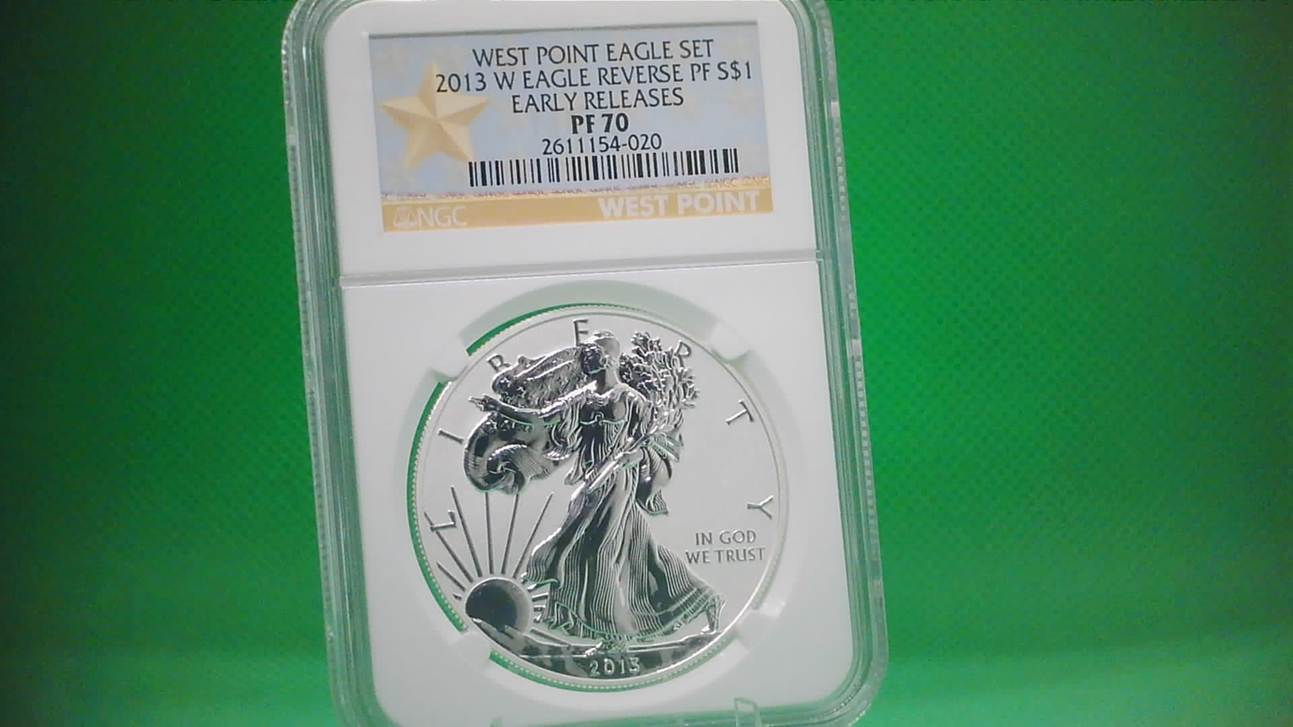 WEST POINT EAGLE SET
2013 W EAGLE REVERSE PF S$1
EARLY RELEASES
PF 70
2611154-020
NGC
WEST POINT
LIBERTY
IN GOD
WE TRUST
2013